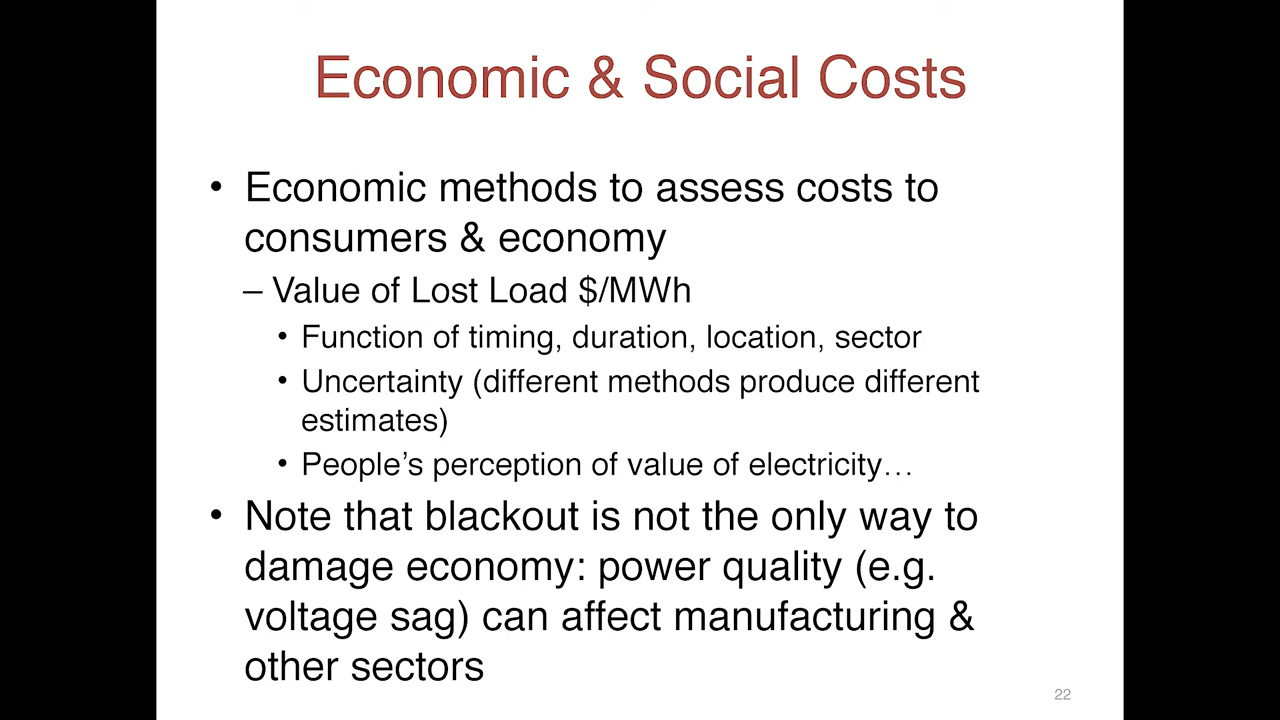 Economic & Social Costs
• Economic methods to assess costs to
consumers & economy
– Value of Lost Load $/MWh
• Function of timing, duration, location, sector
• Uncertainty (different methods produce different
estimates)
• People’s perception of value of electricity…
• Note that blackout is not the only way to
damage economy: power quality (e.g.
voltage sag) can affect manufacturing &
other sectors
22